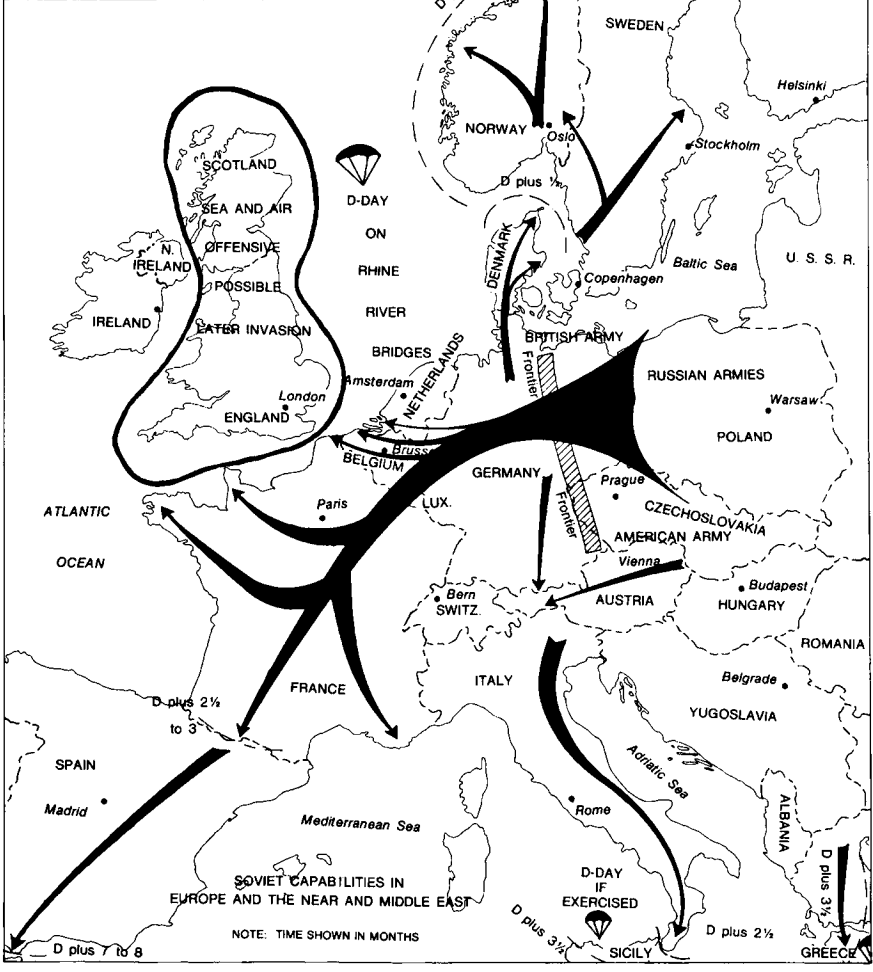 D
SWEDEN
Helsinki
NORWAY
Oslo
Stockholm
D plus ½
SCOTLAND
SEA AND AIR
OFFENSIVE
POSSIBLE
LATER INVASION
N.
IRELAND
IRELAND
London
ENGLAND
D-DAY
ON
RHINE
RIVER
BRIDGES
DENMARK
Copenhagen
Baltic Sea
U. S. S. R.
BRITISH ARMY
Frontier
RUSSIAN ARMIES
Warsaw
POLAND
Amsterdam
NETHERLANDS
Brusse
BELGIUM
GERMANY
Prague
CZECHOSLOVAKIA
Frontier
AMERICAN ARMY
LUX.
Paris
ATLANTIC
OCEAN
Vienna
Bern
SWITZ.
AUSTRIA
Budapest
HUNGARY
ROMANIA
FRANCE
ITALY
Belgrade
YUGOSLAVIA
D plus 2½
to 3
SPAIN
Madrid
Adriatic Sea
Rome
ALBANIA
Mediterranean Sea
SOVIET CAPABILITIES IN
EUROPE AND THE NEAR AND MIDDLE EAST
NOTE: TIME SHOWN IN MONTHS
D-DAY
IF
EXERCISED
D plus 3½
D plus 3½
D plus 2½
D plus 7 to 8
SICILY
GREECE